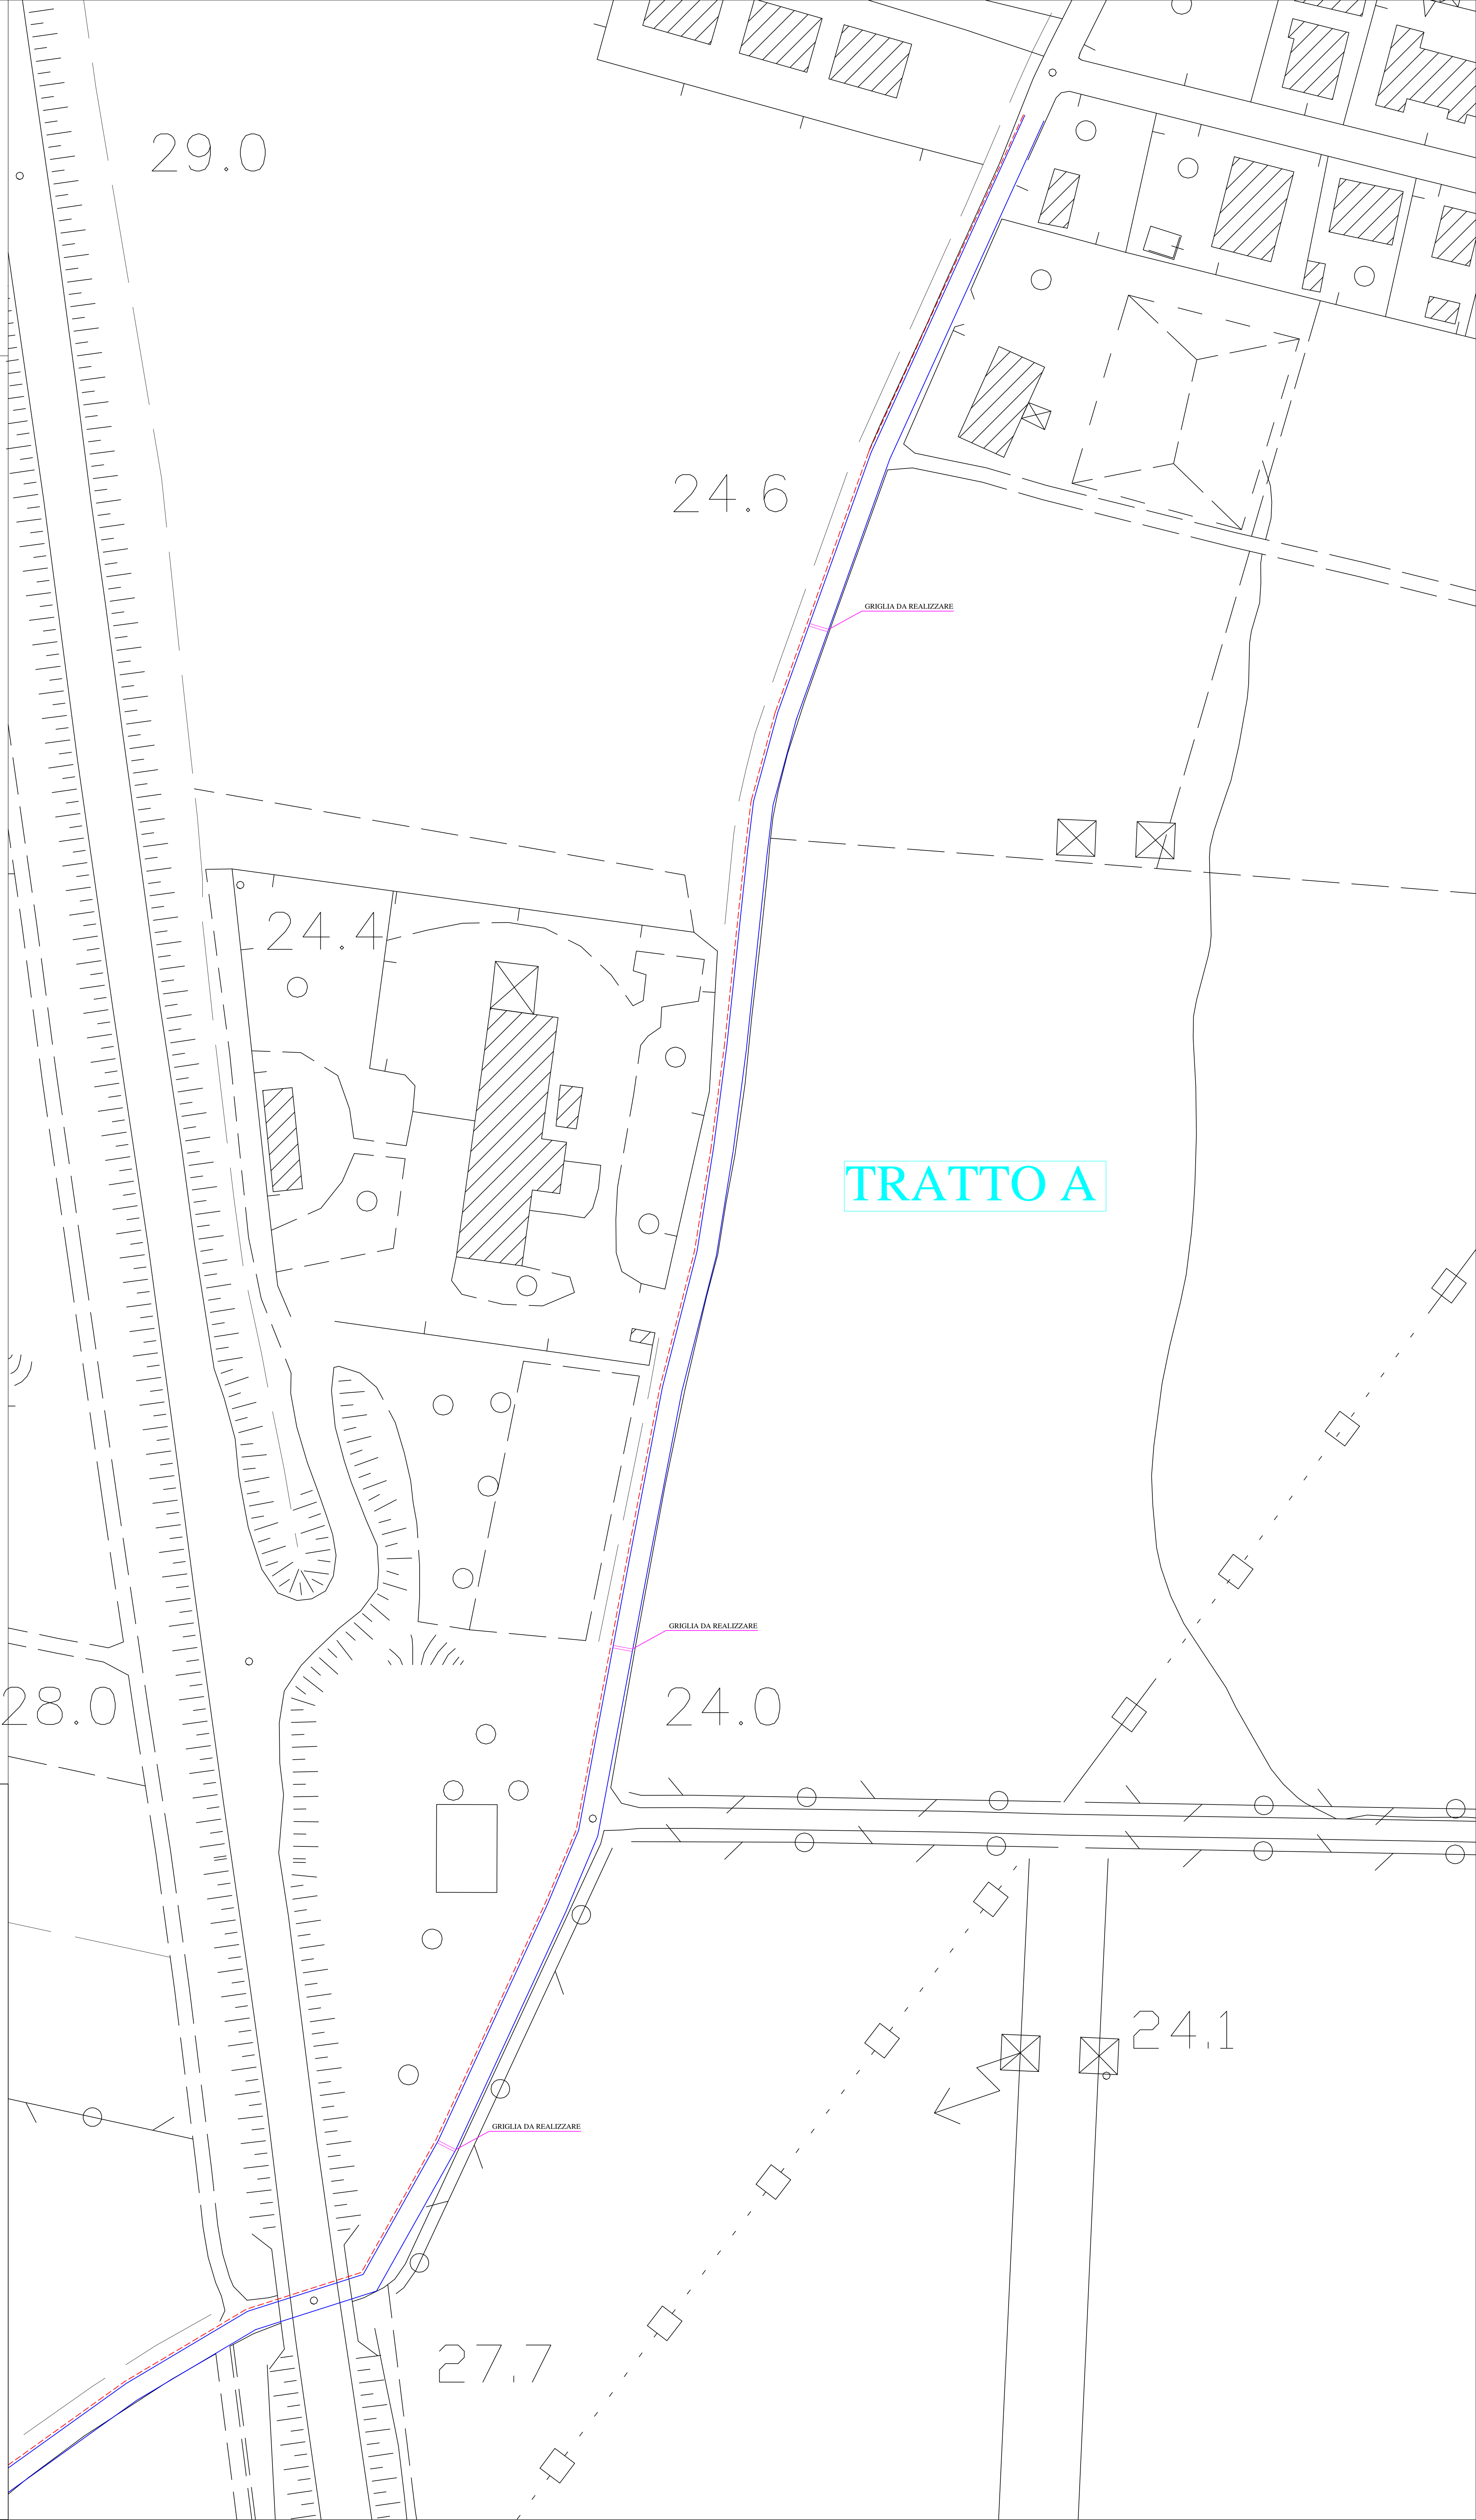 29.0
24.6
GRIGLIA DA REALIZZARE
24.4
TRATTO A
GRIGLIA DA REALIZZARE
28.0
24.0
24.1
GRIGLIA DA REALIZZARE
27.7